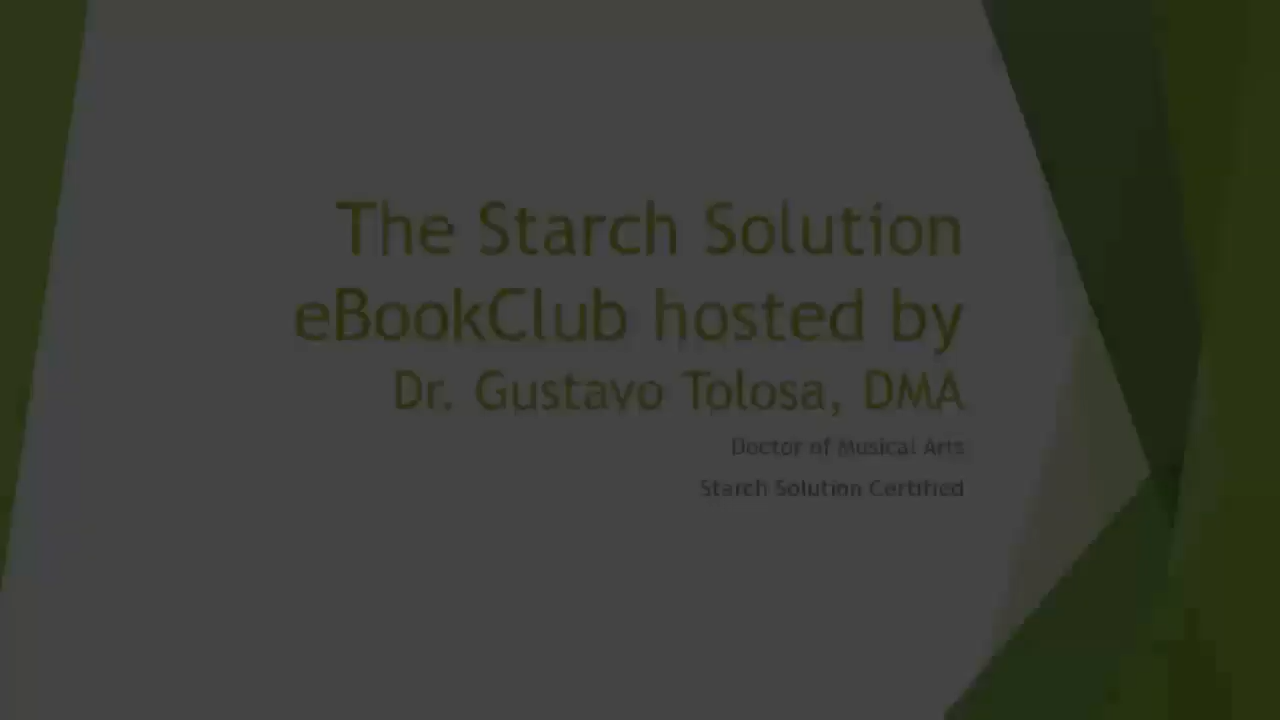 The Starch Solution
eBookClub hosted by
Dr. Gustavo Tolosa, DMA
Doctor of Musical Arts
Starch Solution Certified